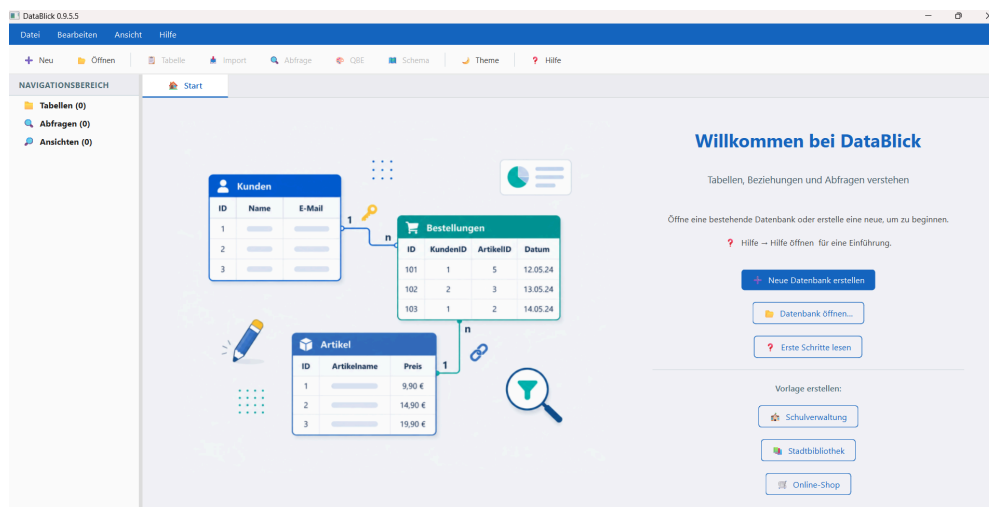 DataBlick 0.9.5.5
Datei Bearbeiten Ansicht Hilfe
Neu Öffnen Tabelle Import Abfrage QBE Schema Theme ? Hilfe
NAVIGATIONSBEREICH
Start
Tabellen (0)
Abfragen (0)
Ansichten (0)
Kunden
ID Name E-Mail
1
2
3
1
n
Bestellungen
ID KundenID ArtikelID Datum
101 1 5 12.05.24
102 2 3 13.05.24
103 1 2 14.05.24
n
1
Artikel
ID Artikelname Preis
1 9,90 €
2 14,90 €
3 19,90 €
Willkommen bei DataBlick
Tabellen, Beziehungen und Abfragen verstehen
Öffne eine bestehende Datenbank oder erstelle eine neue, um zu beginnen.
? Hilfe → Hilfe öffnen für eine Einführung.
Neue Datenbank erstellen
Datenbank öffnen...
? Erste Schritte lesen
Vorlage erstellen:
Schulverwaltung
Stadtbibliothek
Online-Shop